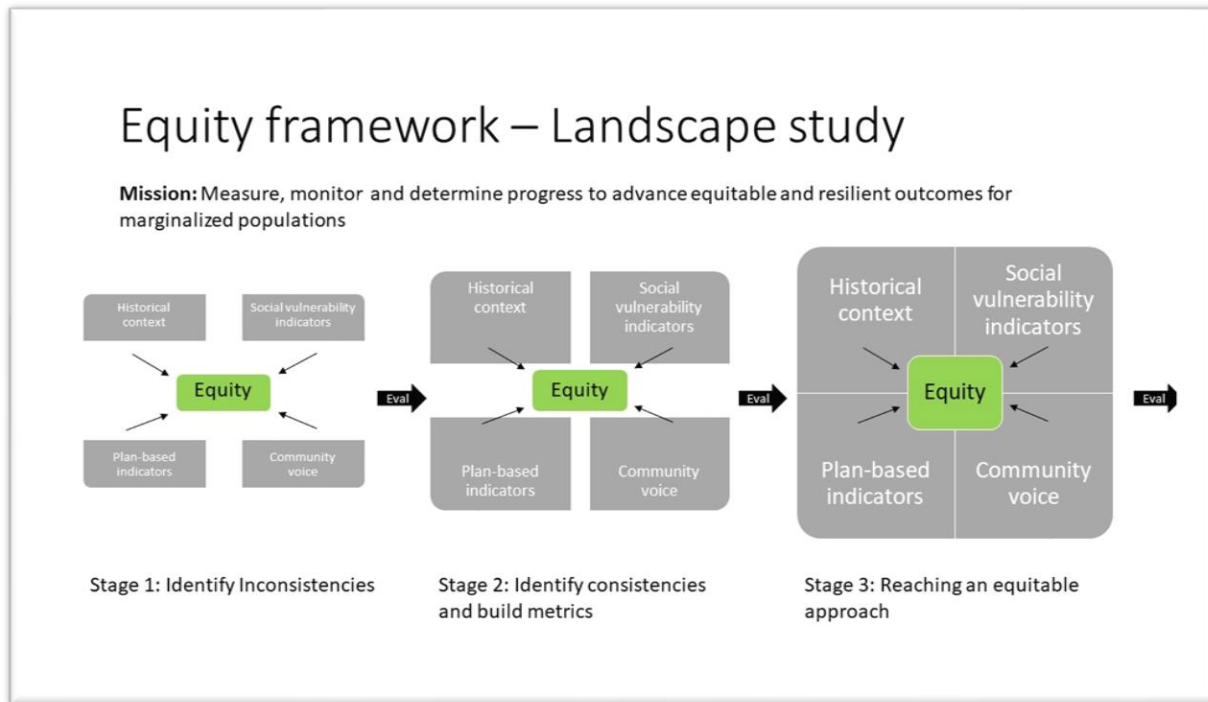 Equity framework – Landscape study
Mission: Measure, monitor and determine progress to advance equitable and resilient outcomes for
marginalized populations
Historical
context
Social vulnerability
indicators
Equity
Plan-based
indicators
Community
voice
Eval
Historical
context
Social
vulnerability
indicators
Equity
Plan-based
indicators
Community
voice
Eval
Historical
context
Social
vulnerability
indicators
Equity
Plan-based
indicators
Community
voice
Eval
Stage 1: Identify Inconsistencies
Stage 2: Identify consistencies
and build metrics
Stage 3: Reaching an equitable
approach